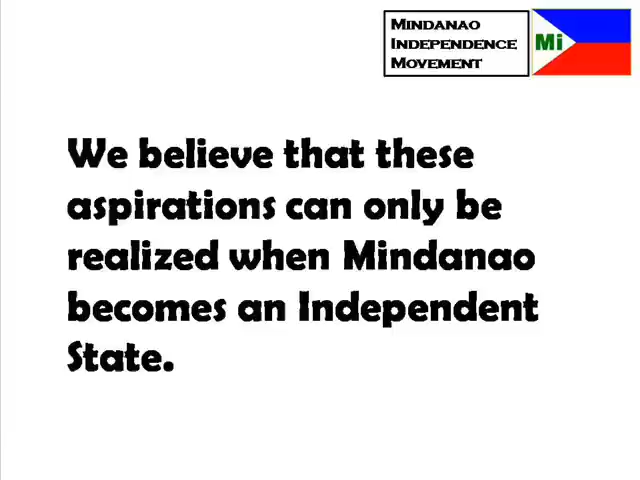 MINDANAO
INDEPENDENCE
MOVEMENT
Mi
We believe that these
aspirations can only be
realized when Mindanao
becomes an Independent
State.